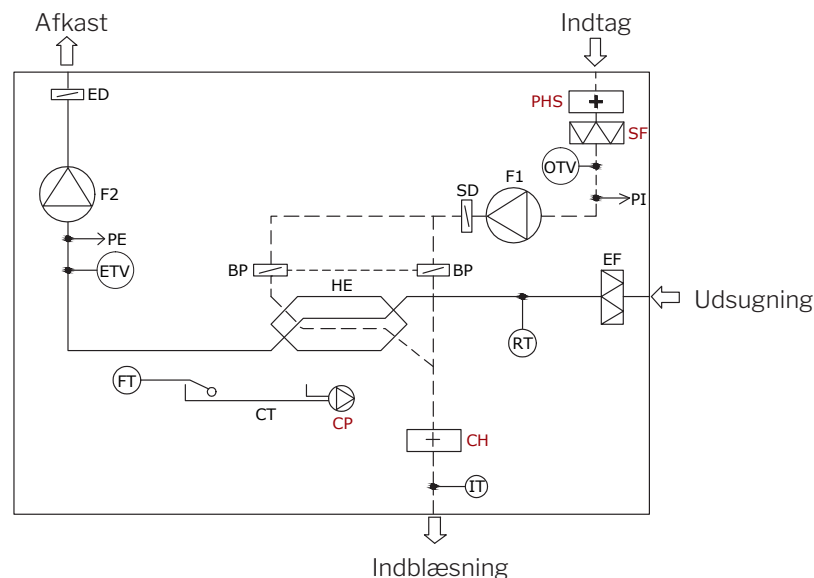 Afkast
Indtag
ED
PHS
SF
OTV
F1
SD
F2
PI
PE
EF
ETV
BP
BP
HE
Udsugning
RT
FT
CT
CP
CH
IT
Indblæsning